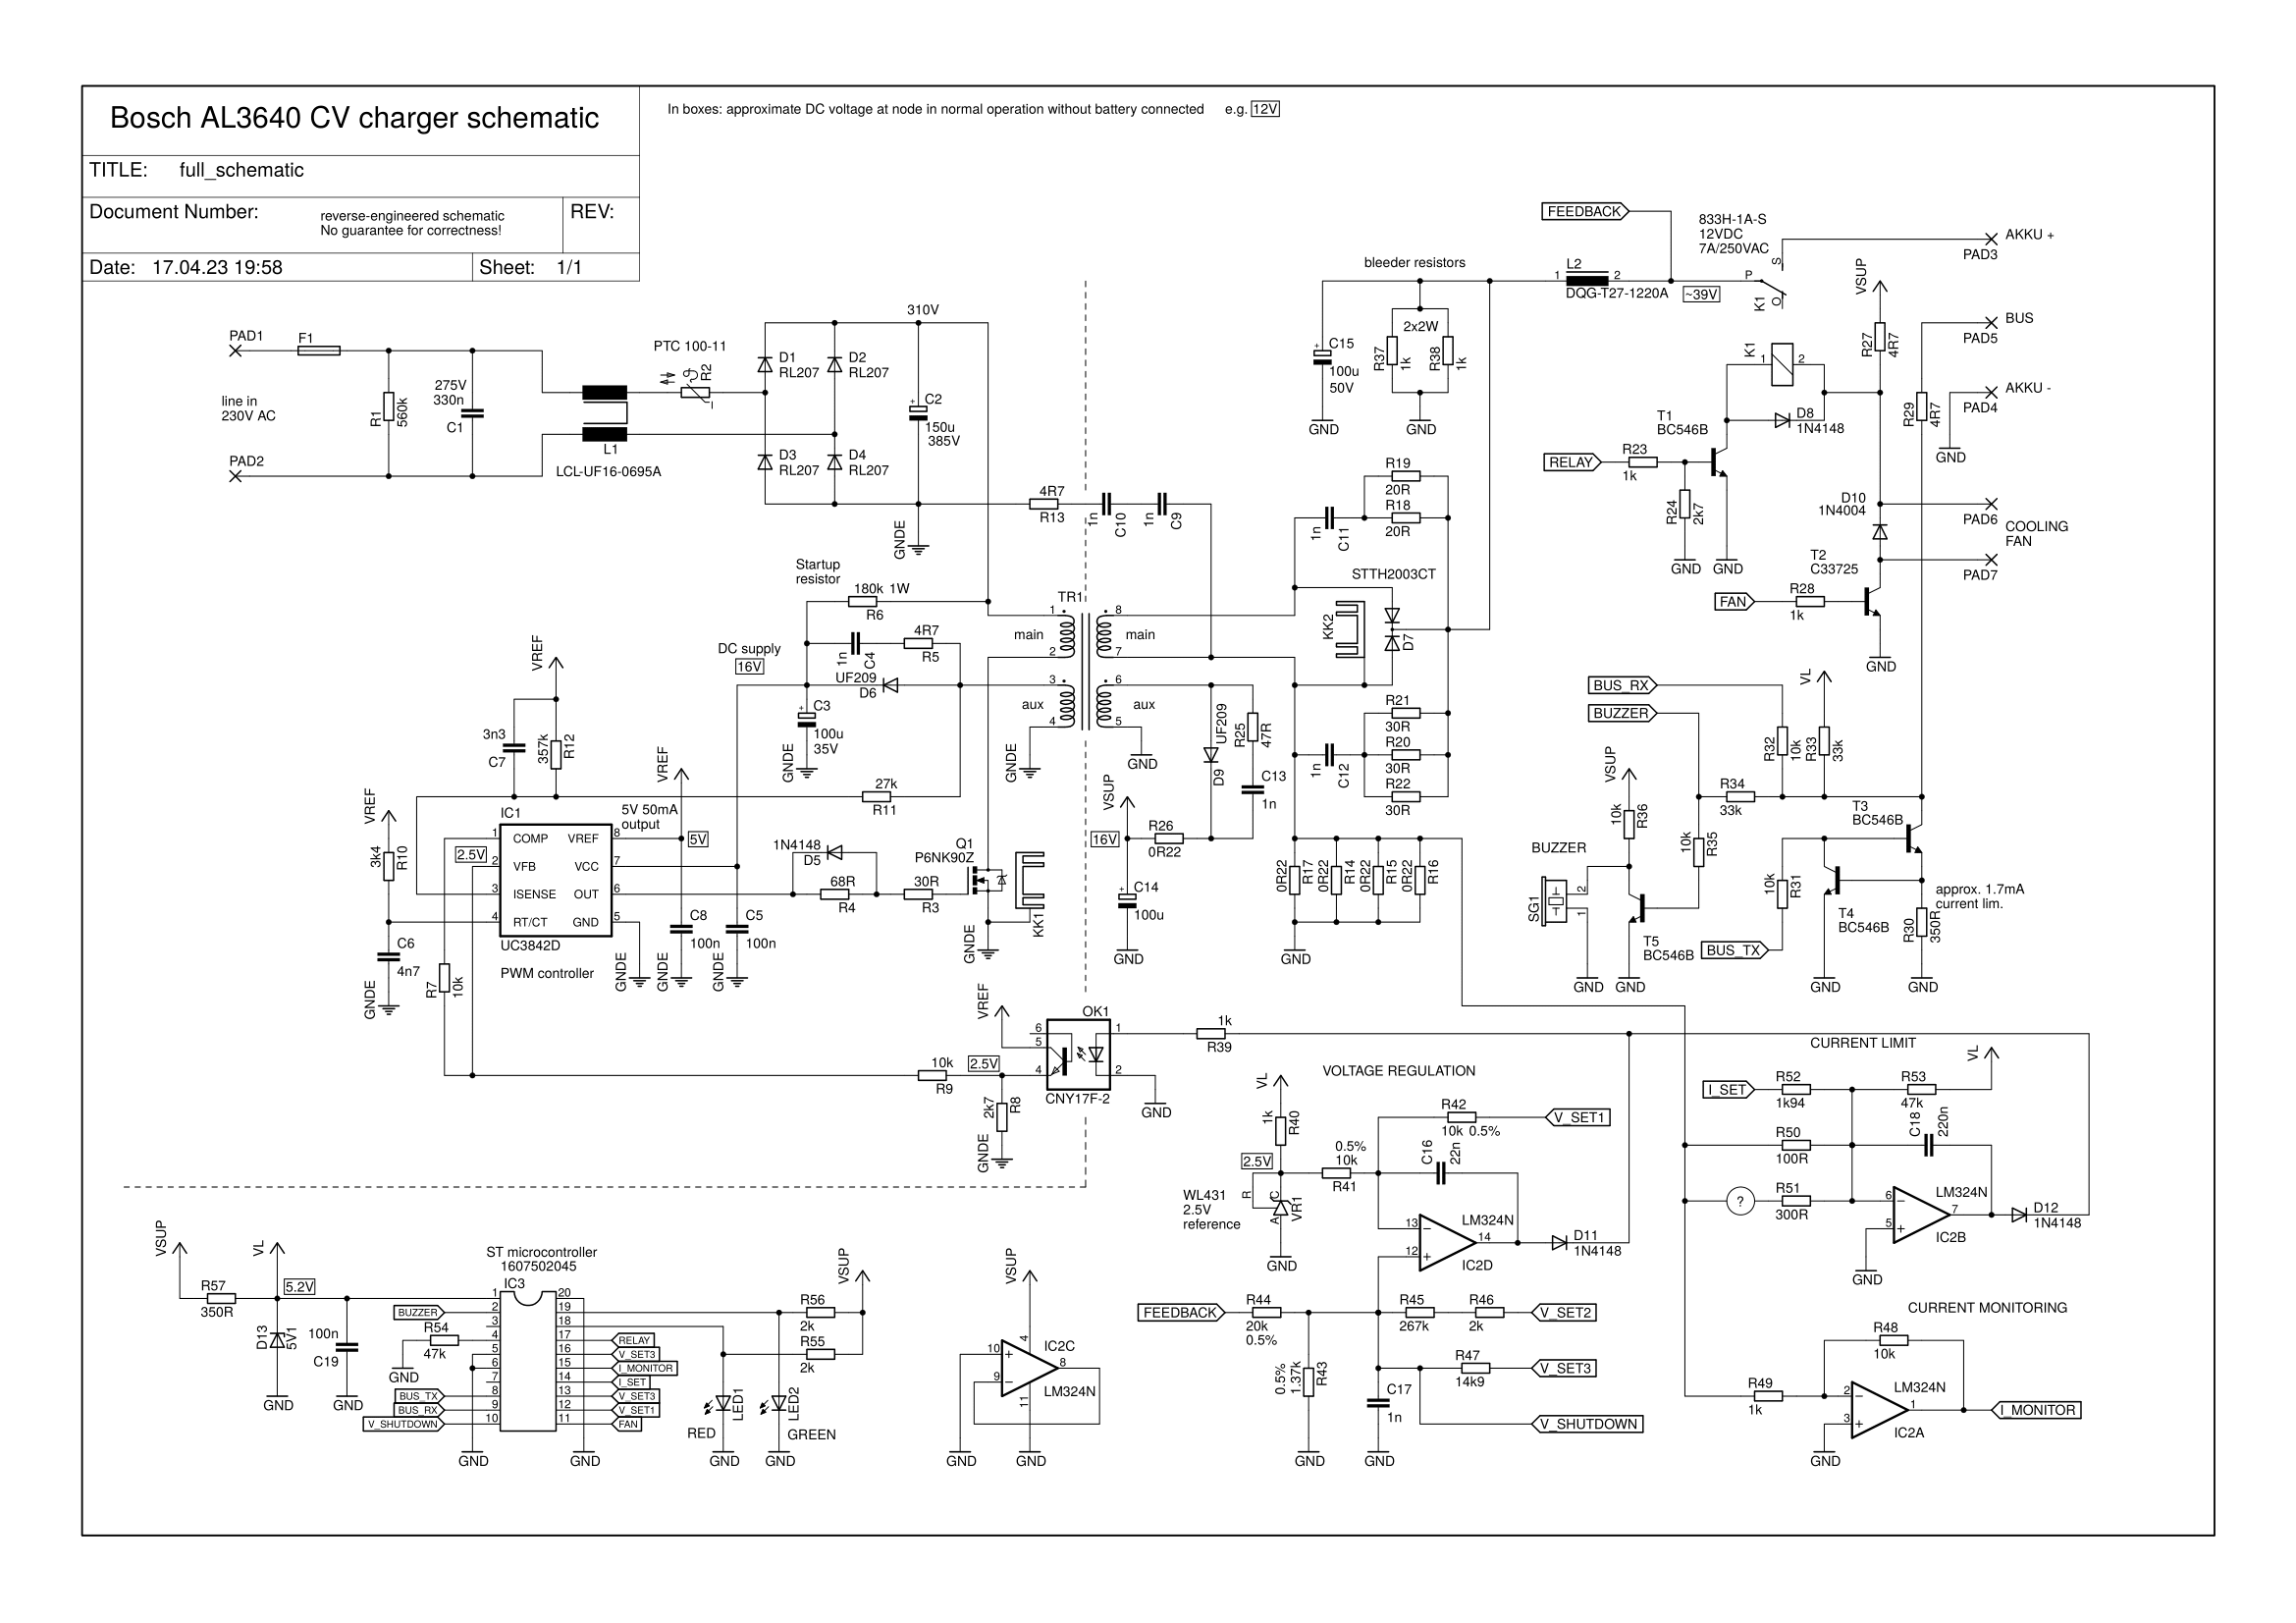 Bosch AL3640 CV charger schematic
TITLE: full_schematic
Document Number:
reverse-engineered schematic
No guarantee for correctness!
REV:
Date: 17.04.23 19:58
Sheet: 1/1
In boxes: approximate DC voltage at node in normal operation without battery connected e.g. 12V
PAD1
F1
line in
230V AC
PAD2
R1
560k
275V
330n
C1
L1
LCL-UF16-0695A
PTC 100-11
R2
D1
RL207
D2
RL207
D3
RL207
D4
RL207
310V
C2
150u
385V
GNDE
4R7
R13
1n
C10
1n
C9
Startup
resistor
180k 1W
R6
4R7
R5
1n
C4
DC supply
16V
UF209
D6
C3
100u
35V
GNDE
TR1
1
2
3
4
8
7
6
5
main
aux
main
aux
GNDE
GND
VREF
3n3
C7
357k
R12
VREF
27k
R11
VREF
3k4
R10
C6
4n7
GNDE
R7
10k
2.5V
IC1
COMP
VFB
ISENSE
RT/CT
VREF
VCC
OUT
GND
1
2
3
4
8
7
6
5
UC3842D
PWM controller
5V 50mA
output
5V
GNDE
GNDE
GNDE
C8
100n
C5
100n
1N4148
D5
68R
R4
30R
R3
Q1
P6NK90Z
KK1
GNDE
10k
R9
2.5V
VREF
2k7
R8
GNDE
OK1
6
5
4
1
2
CNY17F-2
GND
1k
R39
FEEDBACK
bleeder resistors
C15
100u
50V
GND
2x2W
R37
1k
R38
1k
GND
L2
1
2
DQG-T27-1220A
~39V
833H-1A-S
12VDC
7A/250VAC
P
S
O
K1
AKKU +
PAD3
BUS
PAD5
AKKU -
PAD4
GND
PAD6
COOLING
FAN
PAD7
VSUP
R27
4R7
R29
4R7
K1
1
2
D8
1N4148
T1
BC546B
RELAY
R23
1k
R24
2k7
GND
GND
D10
1N4004
T2
C33725
FAN
R28
1k
GND
1n
C11
R19
20R
R18
20R
STTH2003CT
KK2
D7
1n
C12
R21
30R
R20
30R
R22
30R
UF209
D9
R25
47R
C13
1n
VSUP
16V
R26
0R22
C14
100u
GND
0R22
R17
0R22
R14
0R22
R15
0R22
R16
GND
BUS_RX
BUZZER
VL
R32
10k
R33
33k
R34
33k
VSUP
10k
R36
10k
R35
BUZZER
SG1
2
1
T5
BC546B
GND
GND
T3
BC546B
10k
R31
T4
BC546B
BUS_TX
approx. 1.7mA
current lim.
R30
350R
GND
GND
CURRENT LIMIT
VL
I_SET
R52
1k94
R53
47k
R50
100R
C18
220n
?
R51
300R
6
5
7
LM324N
IC2B
D12
1N4148
GND
VOLTAGE REGULATION
VL
1k
R40
2.5V
WL431
2.5V
reference
R
C
A
VR1
GND
0.5%
10k
R41
C16
22n
R42
10k 0.5%
V_SET1
13
12
14
LM324N
IC2D
D11
1N4148
FEEDBACK
R44
20k
0.5%
0.5%
1.37k
R43
GND
R45
267k
R46
2k
V_SET2
R47
14k9
V_SET3
C17
1n
GND
V_SHUTDOWN
CURRENT MONITORING
R48
10k
R49
1k
2
3
1
LM324N
IC2A
GND
I_MONITOR
VSUP
R57
350R
VL
5.2V
D13
5V1
GND
100n
C19
GND
ST microcontroller
1607502045
IC3
1
2
3
4
5
6
7
8
9
10
20
19
18
17
16
15
14
13
12
11
BUZZER
R54
47k
GND
BUS_TX
BUS_RX
V_SHUTDOWN
RELAY
V_SET3
I_MONITOR
I_SET
V_SET3
V_SET1
FAN
GND
GND
VSUP
R56
2k
R55
2k
LED1
RED
LED2
GREEN
GND
GND
VSUP
10
9
4
11
8
IC2C
LM324N
GND
GND